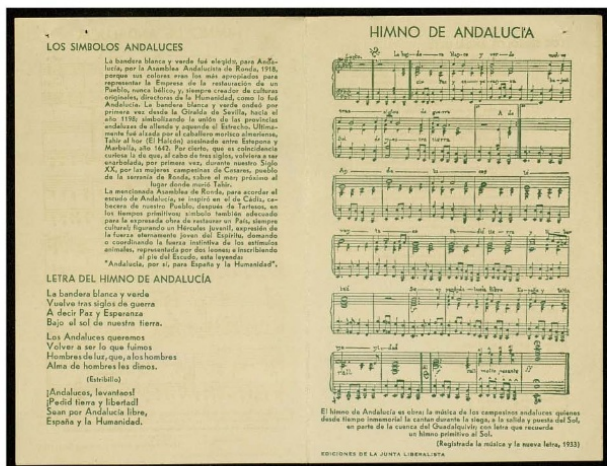 LOS SIMBOLOS ANDALUCES
La bandera blanca y verde fué elegida, para Anda-
lucía, por la Asamblea Andalucista de Ronda, 1918,
porque sus colores eran los más apropiados para
representar la Empresa de la restauración de un
Pueblo, nunca bélico, y, siempre creador de culturas
originales, directoras de la Humanidad, como lo fué
Andalucía. La bandera blanca y verde ondeó por
primera vez desde la Giralda de Sevilla, hacia el
año 1198; simbolizando la unión de las provincias
andaluzas de allende y aquende el Estrecho. Ultima-
mente fué alzada por el caballero morisco almeriense,
Tahir al hor (El Halcón) asesinado entre Estepona y
Marbella, año 1642. Por cierto, que es coincidencia
curiosa la de que, al cabo de tres siglos, volviera a ser
enarbolada, por primera vez, durante nuestro Siglo
XX, por las mujeres campesinas de Casares, pueblo
de la serranía de Ronda, sobre el mar, próximo al
lugar donde murió Tahir.
La mencionada Asamblea de Ronda, para acordar el
escudo de Andalucía, se inspiró en el de Cádiz, ca-
becera de nuestro Pueblo, después de Tartesos, en
los tiempos primitivos; símbolo también adecuado
para la expresada obra de restaurar un País, siempre
cultural; figurando un Hércules juvenil, expresión de
la fuerza eternamente joven del Espíritu, domando
o coordinando la fuerza instintiva de los estímulos
animales, representada por dos leones; e inscribiendo
al pie del Escudo, esta leyenda:
"Andalucía, por sí, para España y la Humanidad".
LETRA DEL HIMNO DE ANDALUCÍA
La bandera blanca y verde
Vuelve tras siglos de guerra
A decir Paz y Esperanza
Bajo el sol de nuestra tierra.
Los Andaluces queremos
Volver a ser lo que fuimos
Hombres de luz, que, a los hombres
Alma de hombres les dimos.
(Estribillo)
¡Andaluces, levantaos!
¡Pedid tierra y libertad!
Sean por Andalucía libre,
España y la Humanidad.
HIMNO DE ANDALUCIA
El himno de Andalucía es obra: la música de los campesinos andaluces quienes
desde tiempo inmemorial la cantan durante la siega, a la salida y puesta del Sol,
en parte de la cuenca del Guadalquivir; con letra que recuerda
un himno primitivo al Sol.
(Registrada la música y la nueva letra, 1933)
EDICIONES DE LA JUNTA LIBERALISTA